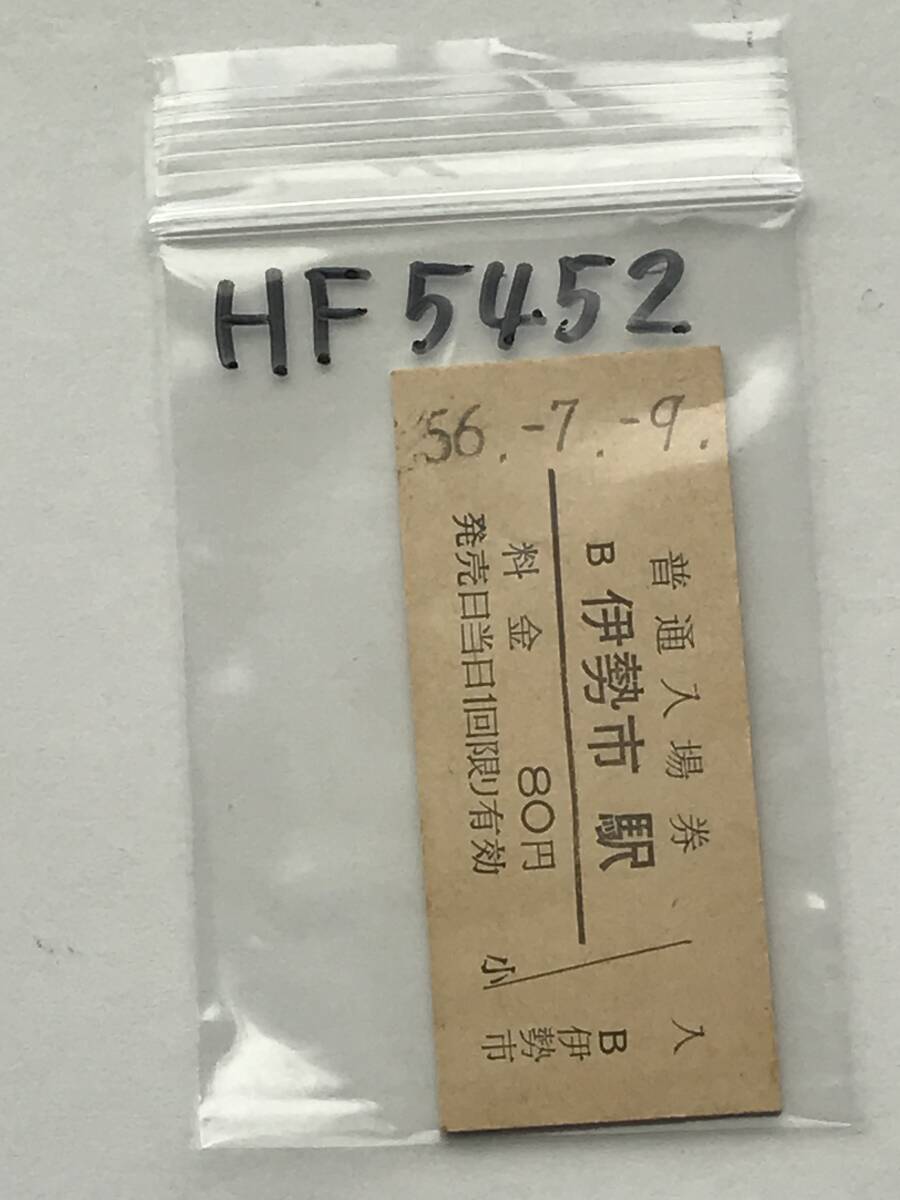 HF5452
56.-7.-9.
普通入場券
B 伊勢市駅
料金 80円
発売日当日1回限り有効
小
入
B
伊勢市